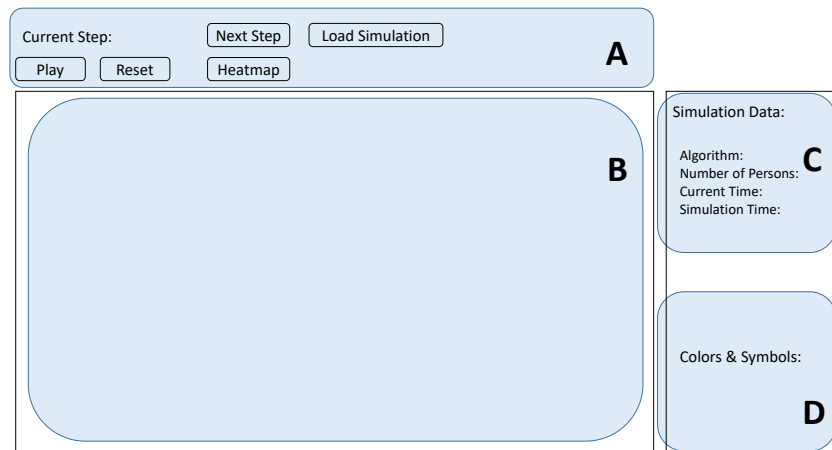 Current Step:
Next Step
Load Simulation
A
Play
Reset
Heatmap
B
Simulation Data:
C
Algorithm:
Number of Persons:
Current Time:
Simulation Time:
Colors & Symbols:
D